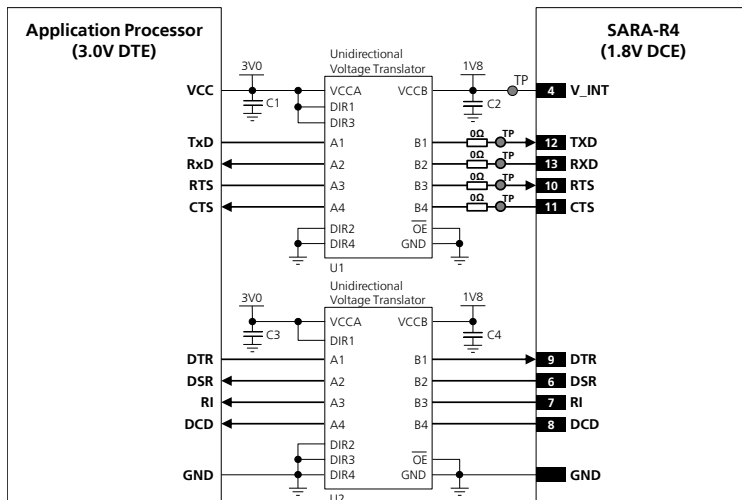 Application Processor
(3.0V DTE)
SARA-R4
(1.8V DCE)
Unidirectional
Voltage Translator
3V0
1V8
TP
VCC
C1
VCCA
VCCB
C2
4
V_INT
DIR1
DIR3
0Ω
TP
TxD
A1
B1
12
TXD
0Ω
TP
RxD
A2
B2
13
RXD
0Ω
TP
RTS
A3
B3
10
RTS
0Ω
TP
CTS
A4
B4
11
CTS
DIR2
OE
DIR4
GND
U1
Unidirectional
Voltage Translator
3V0
1V8
VCCA
VCCB
C3
C4
DIR1
DTR
A1
B1
9
DTR
DSR
A2
B2
6
DSR
RI
A3
B3
7
RI
DCD
A4
B4
8
DCD
DIR2
DIR3
OE
GND
DIR4
GND
GND
U2